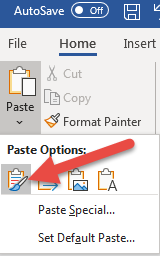 AutoSave Off
File Home Insert
Cut
Copy
Paste
Format Painter
Paste Options:
A
Paste Special...
Set Default Paste...